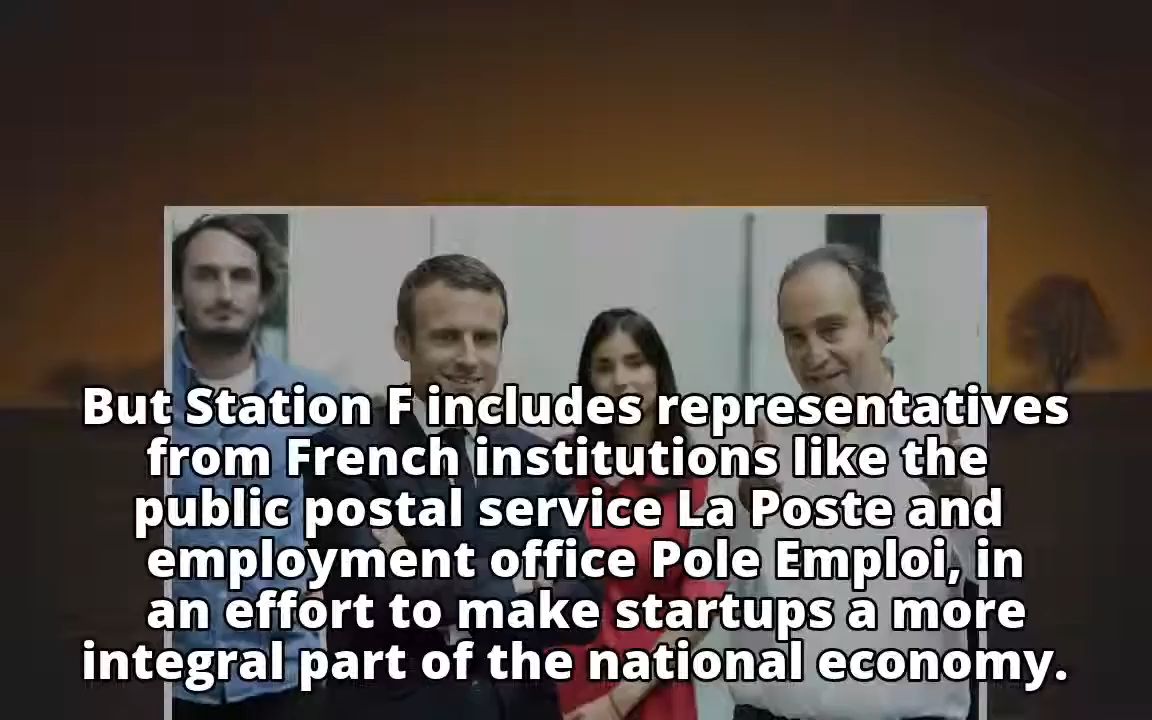 But Station F includes representatives
from French institutions like the
public postal service La Poste and
employment office Pole Emploi, in
an effort to make startups a more
integral part of the national economy.